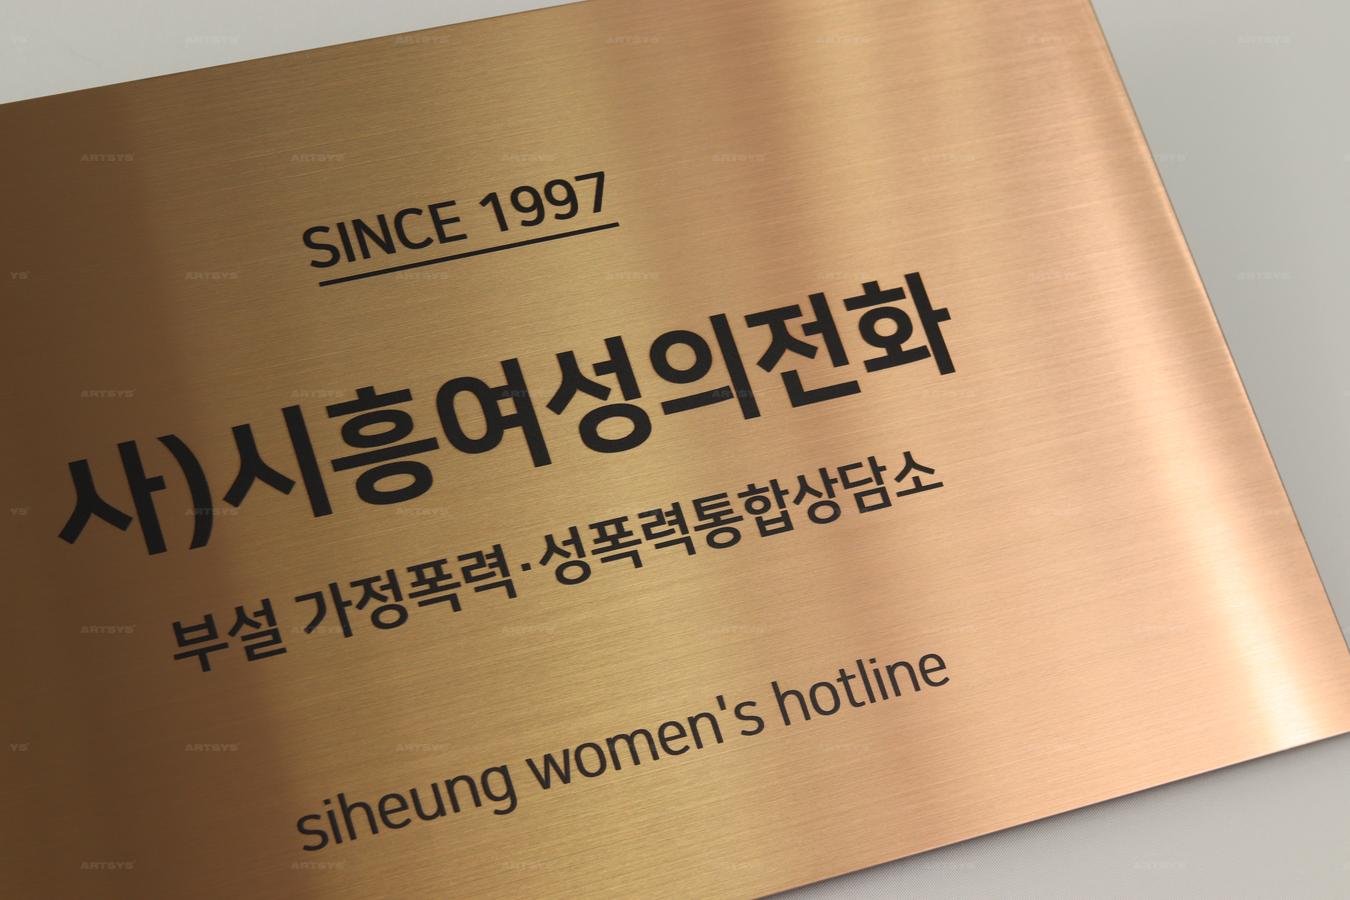 SINCE 1997
사)시흥여성의전화
부설 가정폭력·성폭력통합상담소
siheung women's hotline
ARTSYS